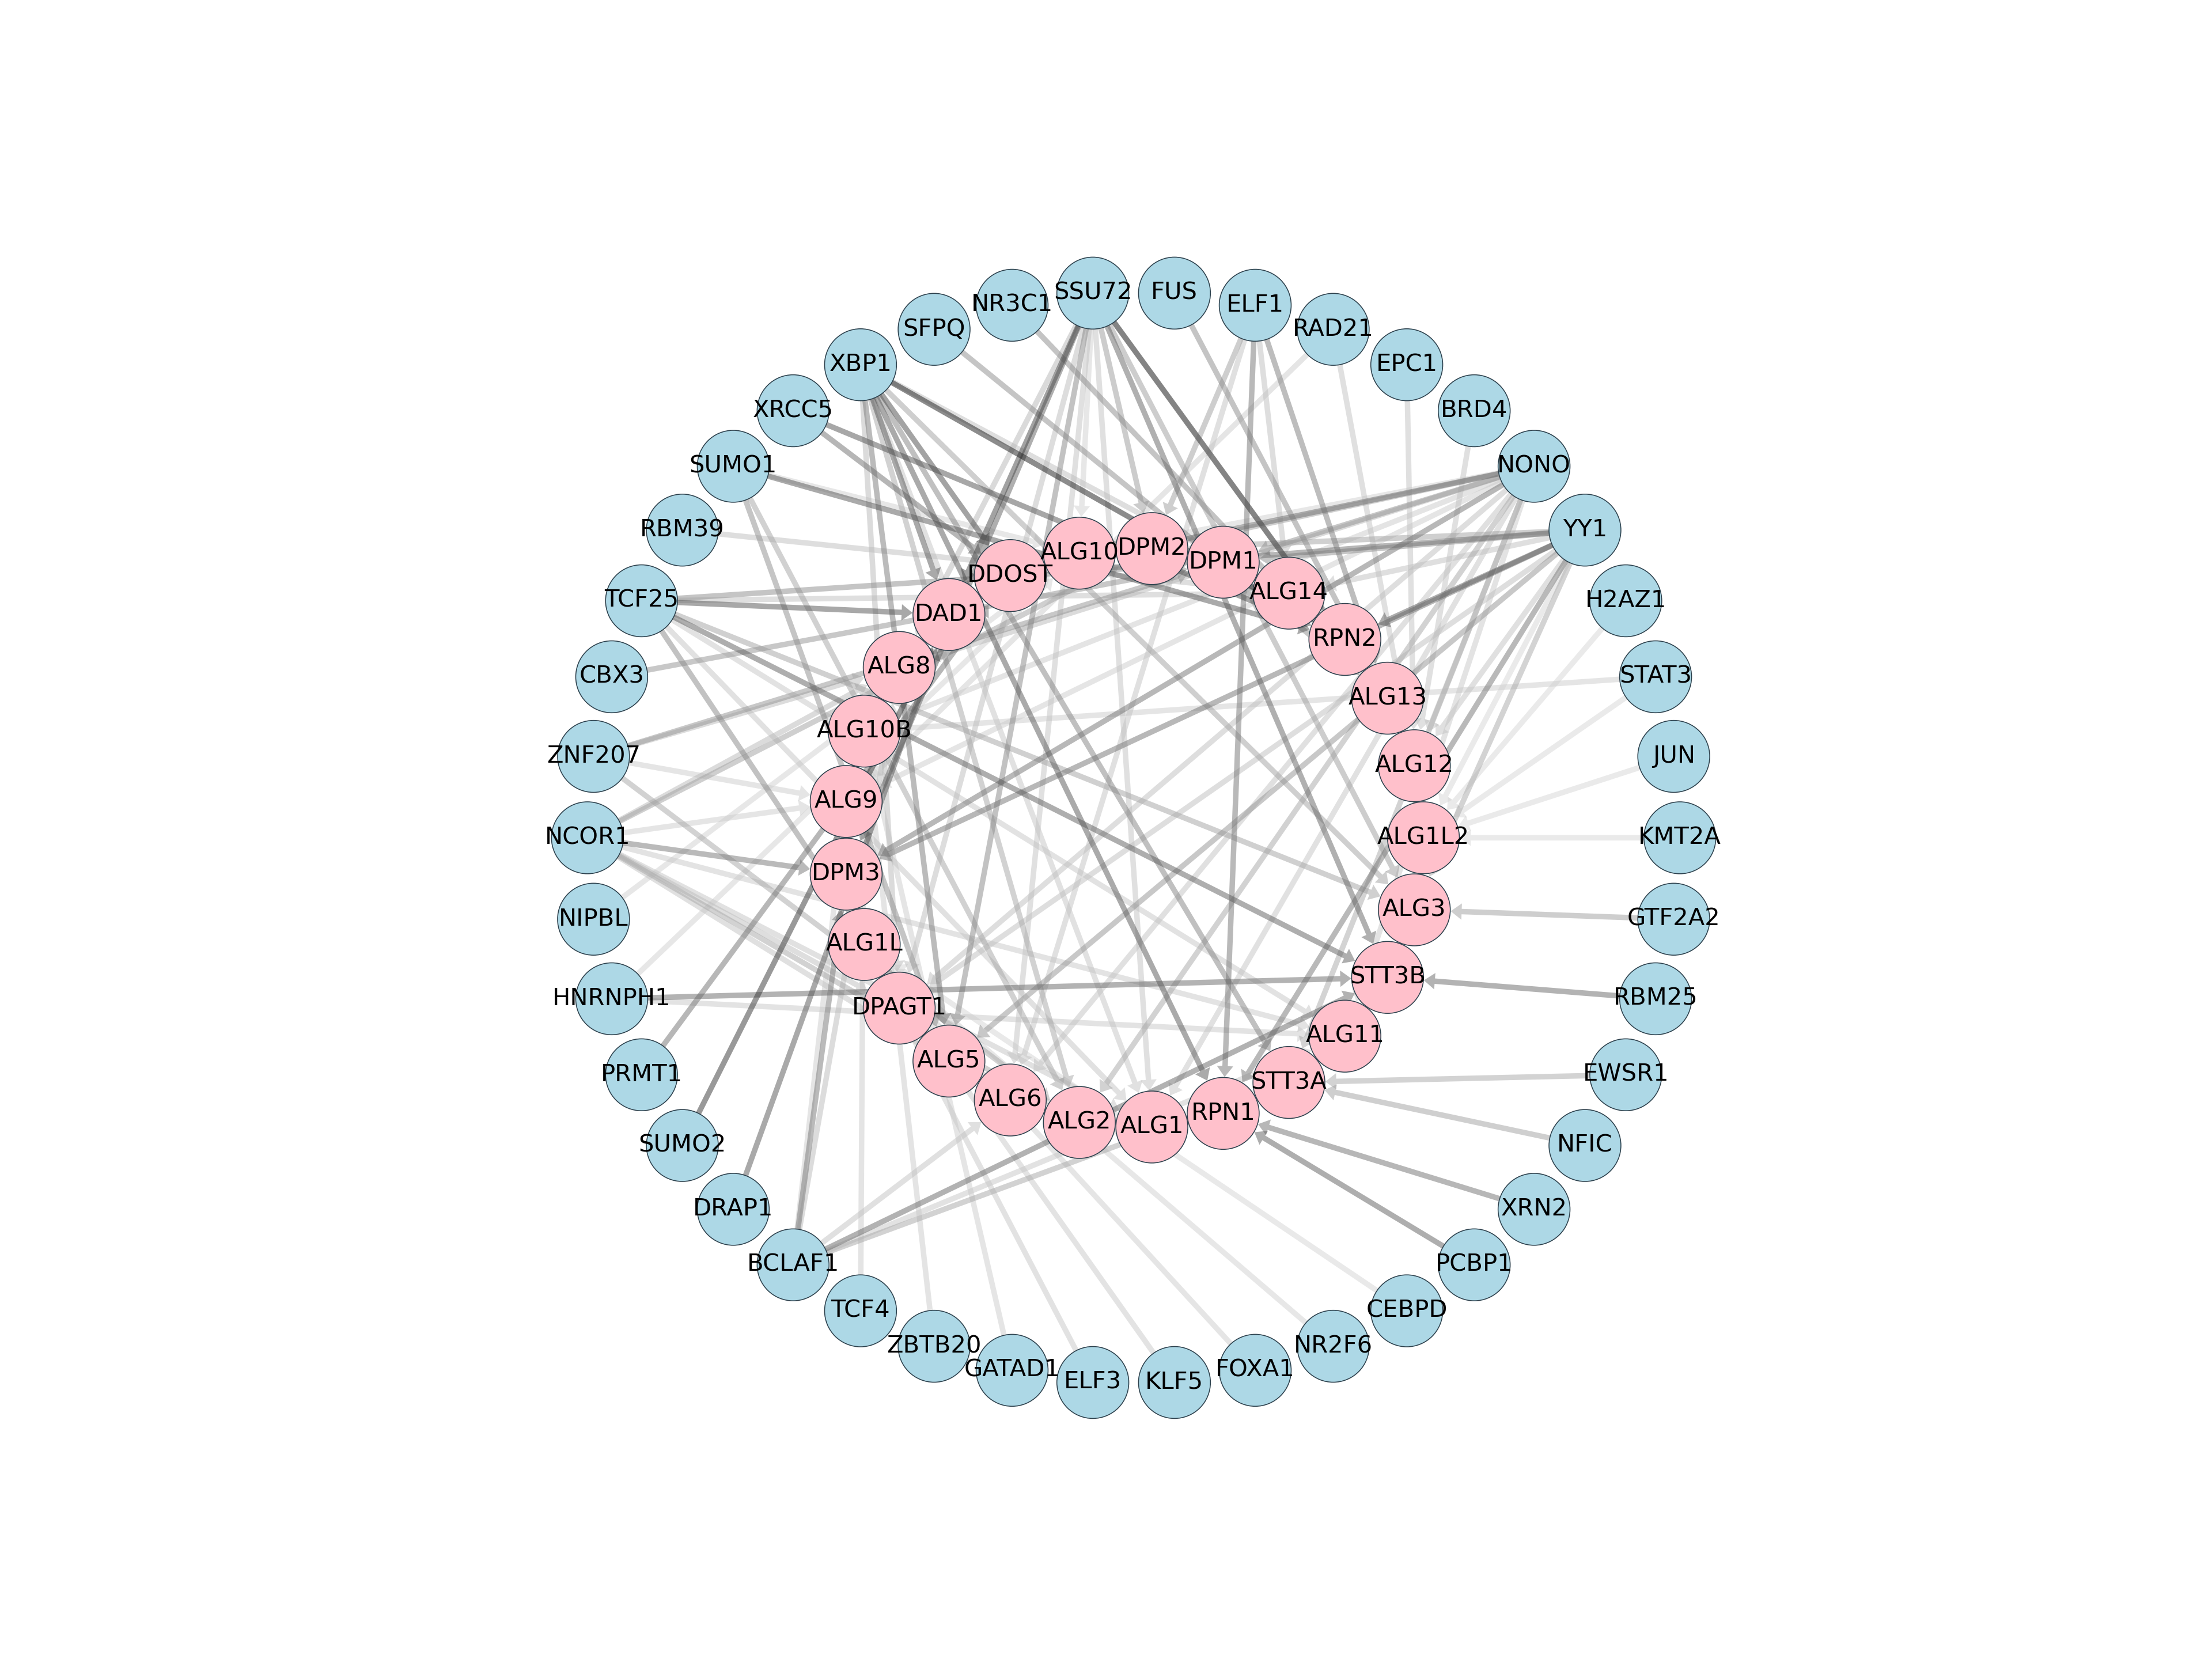 SSU72
FUS
NR3C1
ELF1
SFPQ
RAD21
XBP1
EPC1
XRCC5
BRD4
SUMO1
NONO
RBM39
YY1
DPM2
ALG10
DPM1
DDOST
ALG14
TCF25
H2AZ1
DAD1
RPN2
ALG8
CBX3
STAT3
ALG13
ALG10B
ZNF207
JUN
ALG12
ALG9
NCOR1
ALG1L2
KMT2A
DPM3
ALG3
NIPBL
GTF2A2
ALG1L
STT3B
HNRNPH1
RBM25
DPAGT1
ALG11
ALG5
PRMT1
EWSR1
STT3A
ALG6
RPN1
ALG2
ALG1
SUMO2
NFIC
DRAP1
XRN2
BCLAF1
PCBP1
TCF4
CEBPD
ZBTB20
NR2F6
GATAD1
FOXA1
ELF3
KLF5